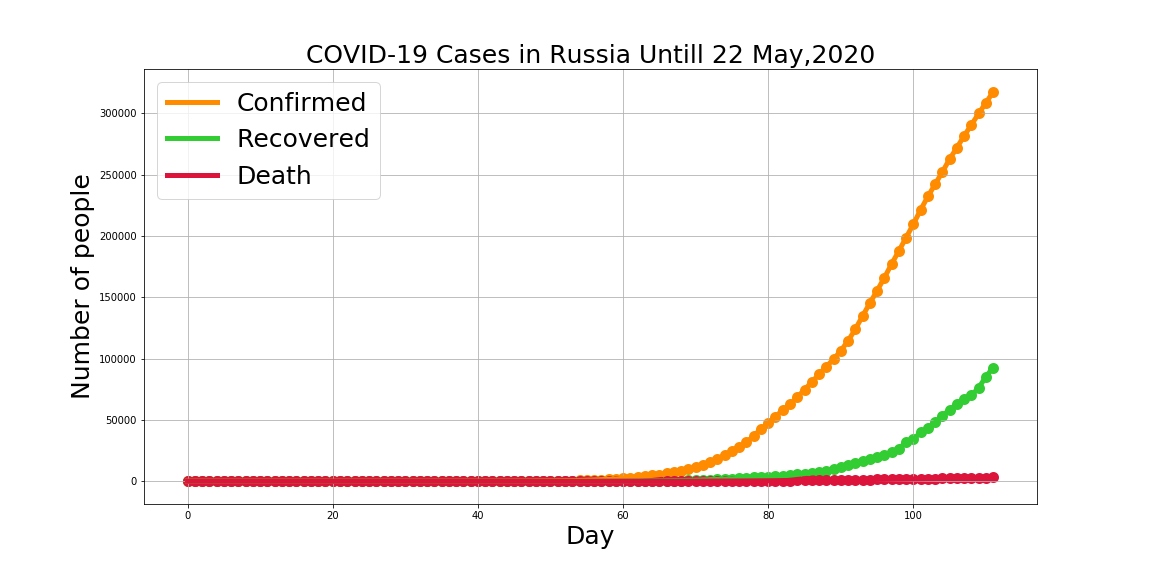 COVID-19 Cases in Russia Untill 22 May,2020
Confirmed
Recovered
Death
Number of people
300000
250000
200000
150000
100000
50000
0
0 20 40 60 80 100
Day